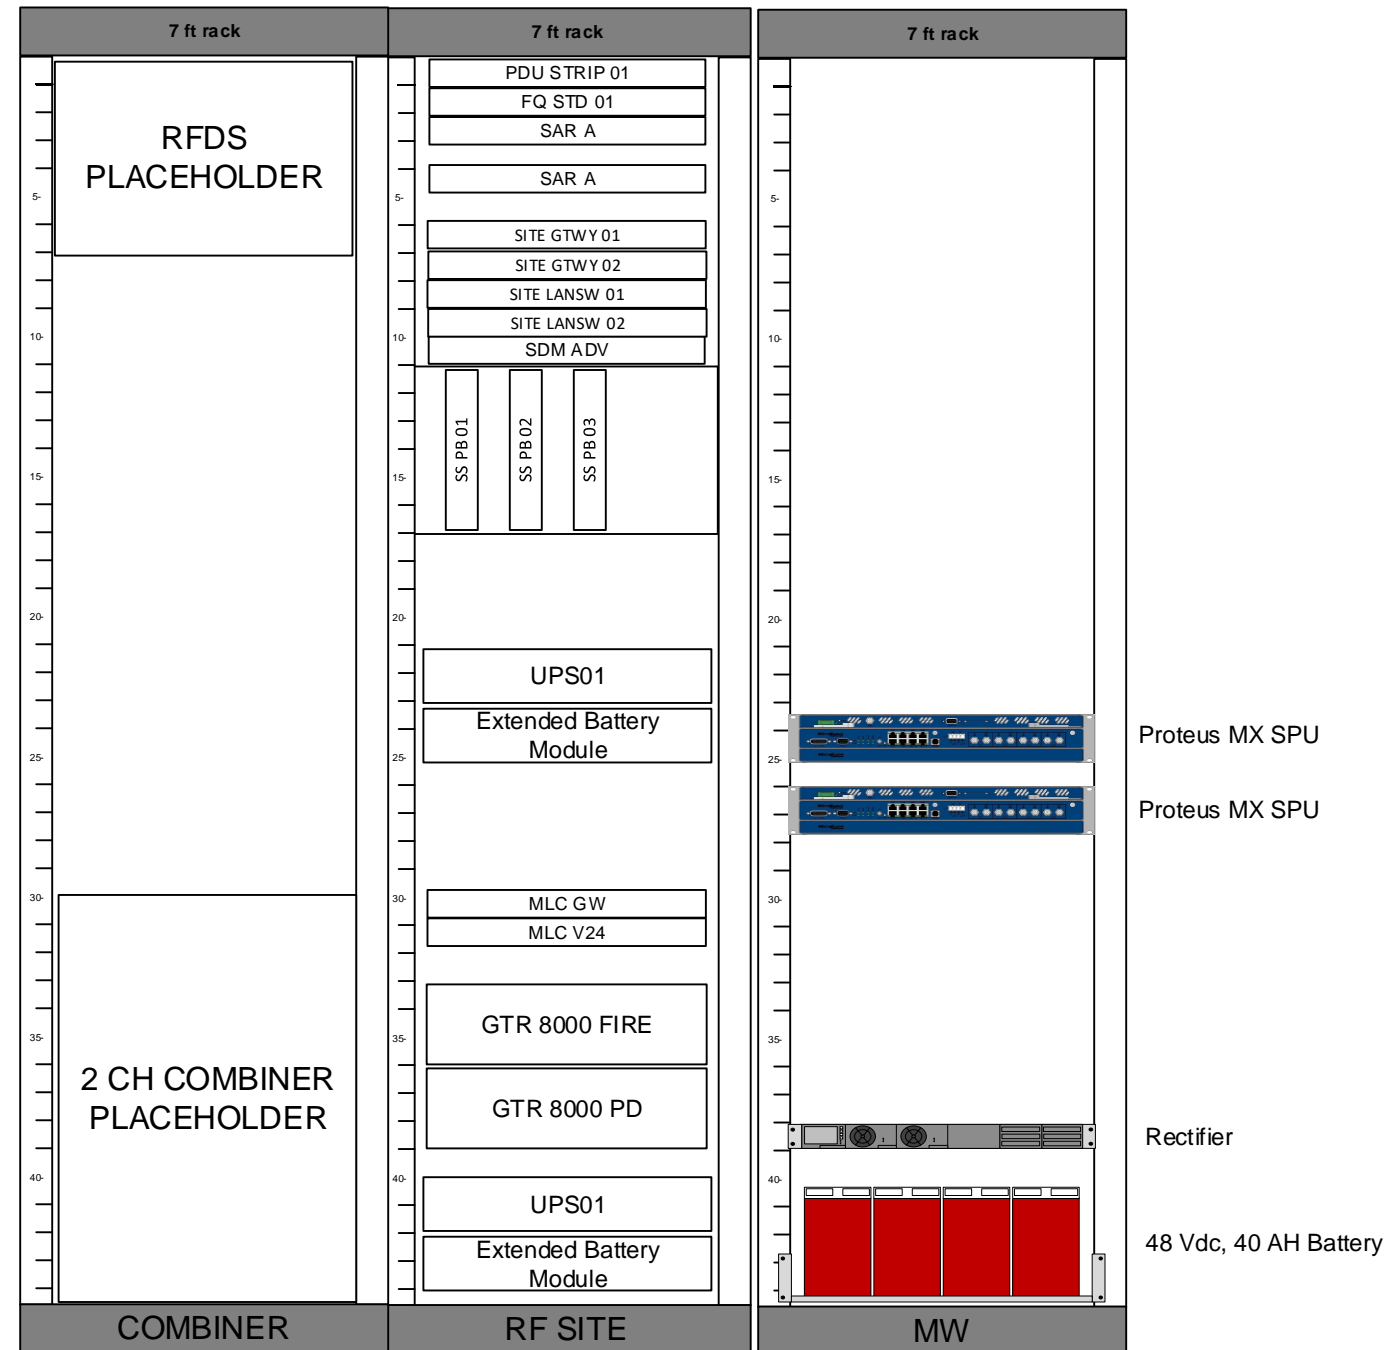 7 ft rack
RFDS
PLACEHOLDER
5-
10-
15-
20-
25-
30-
35-
40-
2 CH COMBINER
PLACEHOLDER
COMBINER
7 ft rack
PDU STRIP 01
FQ STD 01
SAR A
SAR A
5-
SITE GTWY 01
SITE GTWY 02
SITE LANSW 01
SITE LANSW 02
10-
SDM ADV
SS PB 01
SS PB 02
SS PB 03
15-
20-
UPS01
Extended Battery
Module
25-
30-
MLC GW
MLC V24
GTR 8000 FIRE
35-
GTR 8000 PD
40-
UPS01
Extended Battery
Module
RF SITE
7 ft rack
5-
10-
15-
20-
25-
30-
35-
40-
Proteus MX SPU
Proteus MX SPU
Rectifier
48 Vdc, 40 AH Battery
MW